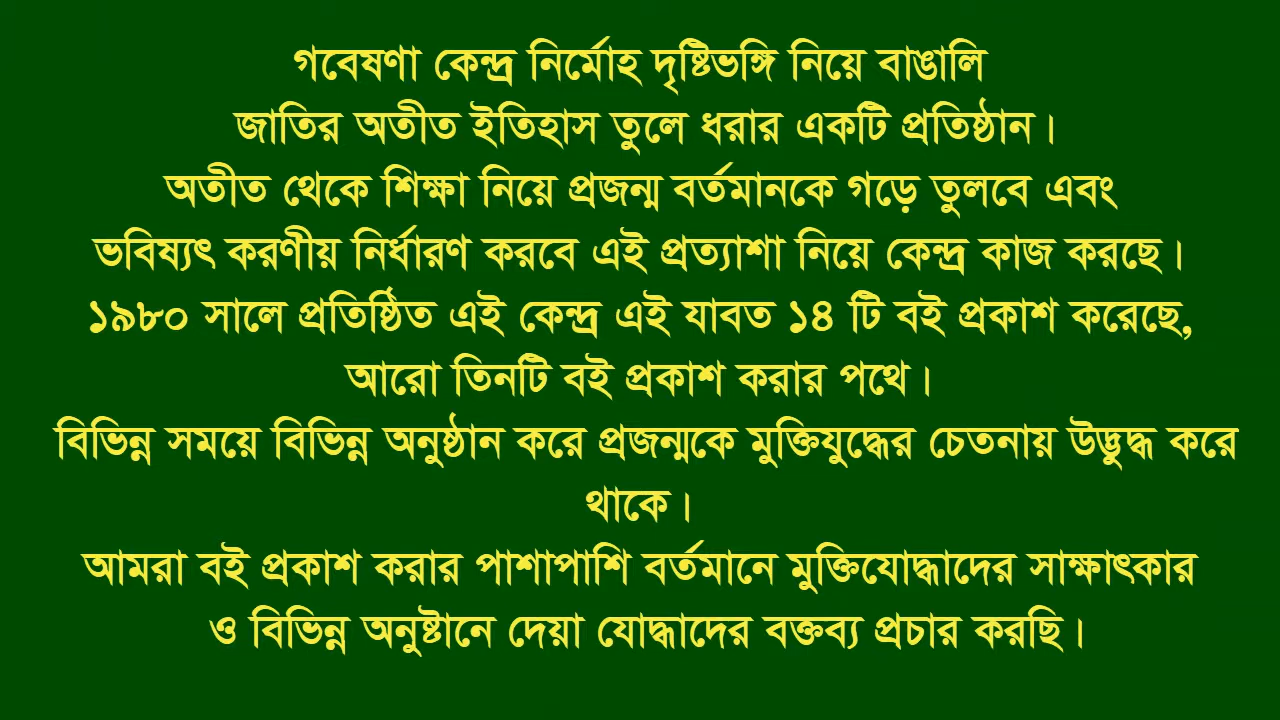 গবেষণা কেন্দ্র নির্মোহ দৃষ্টিভঙ্গি নিয়ে বাঙালি
জাতির অতীত ইতিহাস তুলে ধরার একটি প্রতিষ্ঠান।
অতীত থেকে শিক্ষা নিয়ে প্রজন্ম বর্তমানকে গড়ে তুলবে এবং
ভবিষ্যৎ করণীয় নির্ধারণ করবে এই প্রত্যাশা নিয়ে কেন্দ্র কাজ করছে।
১৯৮০ সালে প্রতিষ্ঠিত এই কেন্দ্র এই যাবত ১৪ টি বই প্রকাশ করেছে,
আরো তিনটি বই প্রকাশ করার পথে।
বিভিন্ন সময়ে বিভিন্ন অনুষ্ঠান করে প্রজন্মকে মুক্তিযুদ্ধের চেতনায় উদ্ভুদ্ধ করে
থাকে।
আমরা বই প্রকাশ করার পাশাপাশি বর্তমানে মুক্তিযোদ্ধাদের সাক্ষাৎকার
ও বিভিন্ন অনুষ্টানে দেয়া যোদ্ধাদের বক্তব্য প্রচার করছি।